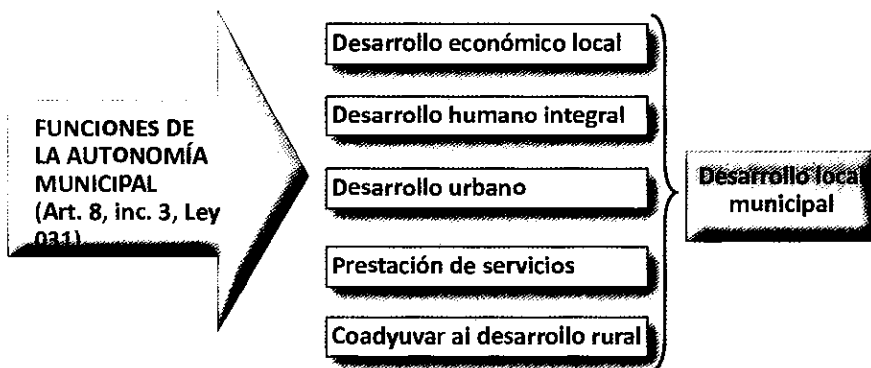 FUNCIONES DE
LA AUTONOMÍA
MUNICIPAL
(Art. 8, inc. 3, Ley
031)
Desarrollo económico local
Desarrollo humano integral
Desarrollo urbano
Prestación de servicios
Coadyuvar ai desarrollo rural
Desarrollo local
municipal